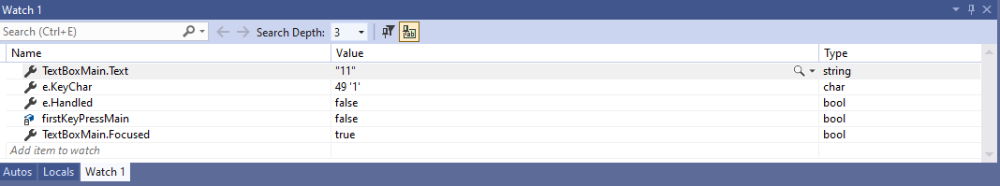 Watch 1
Search (Ctrl+E) Search Depth: 3
Name Value Type
TextBoxMain.Text "11" string
e.KeyChar 49 '1' char
e.Handled false bool
firstKeyPressMain false bool
TextBoxMain.Focused true bool
Add item to watch
Autos Locals Watch 1